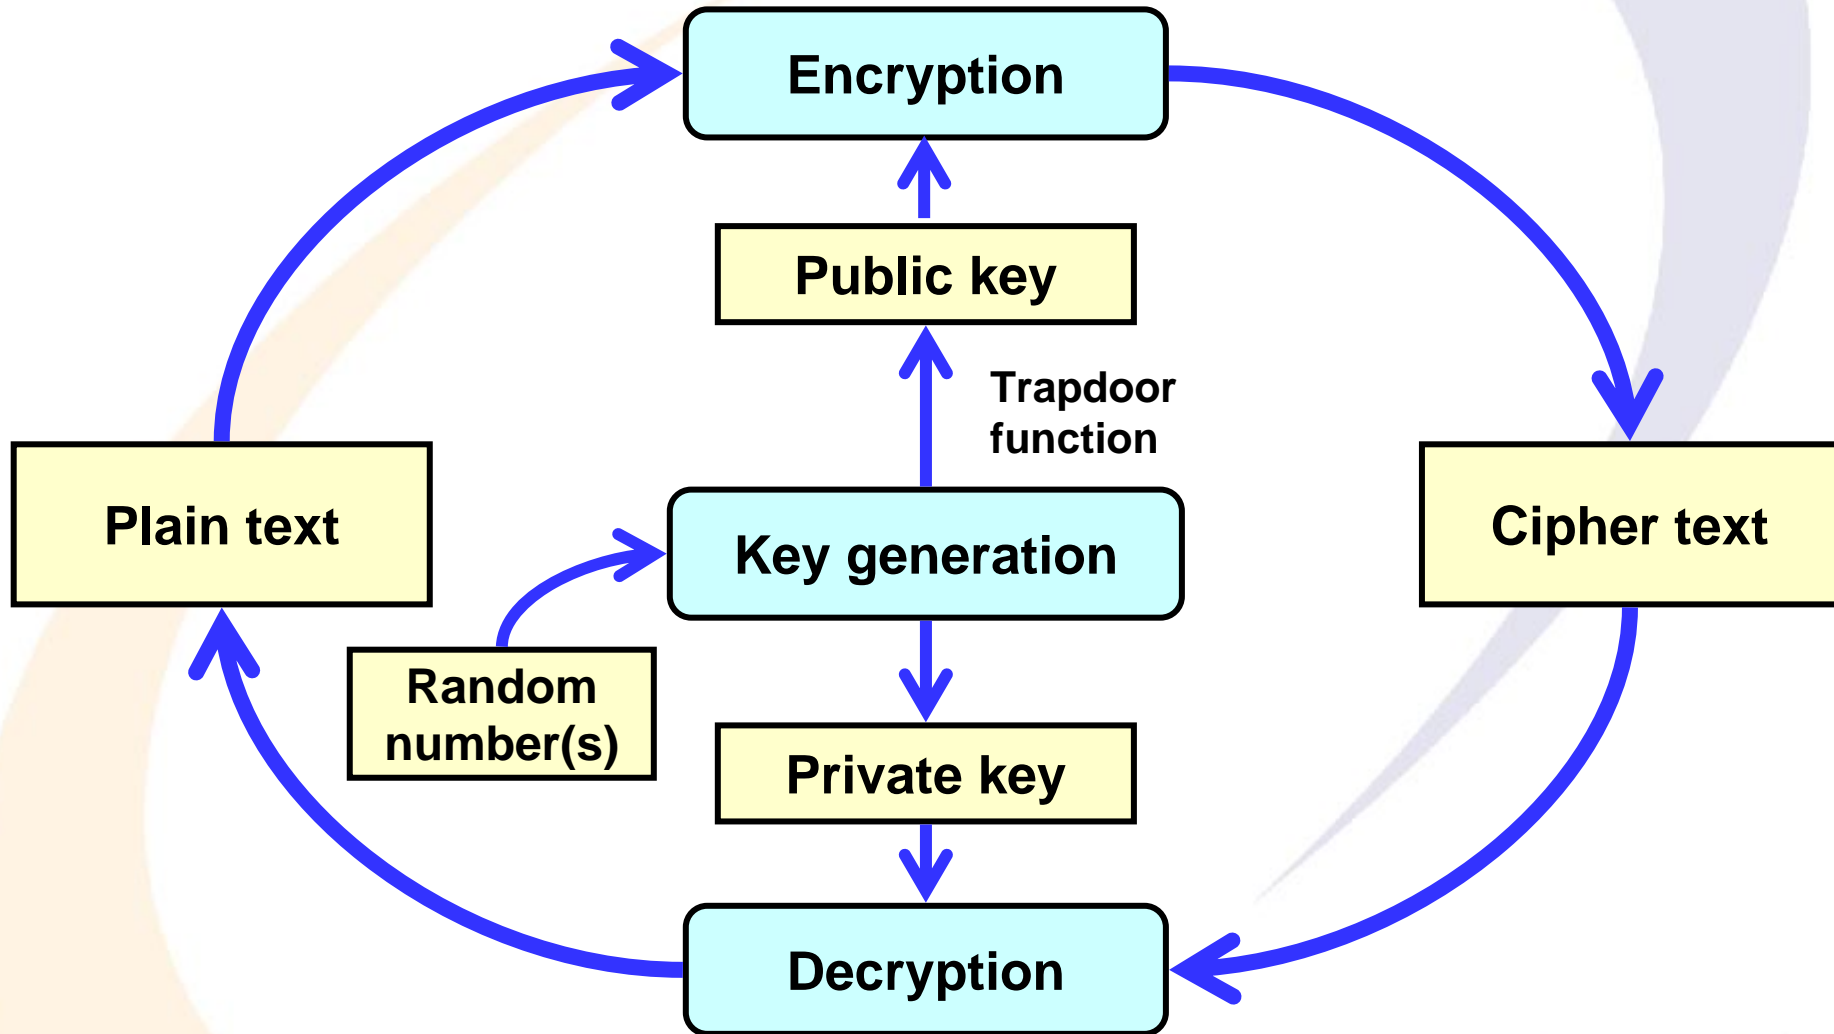 Encryption
Public key
Trapdoor
function
Plain text
Key generation
Cipher text
Random
number(s)
Private key
Decryption